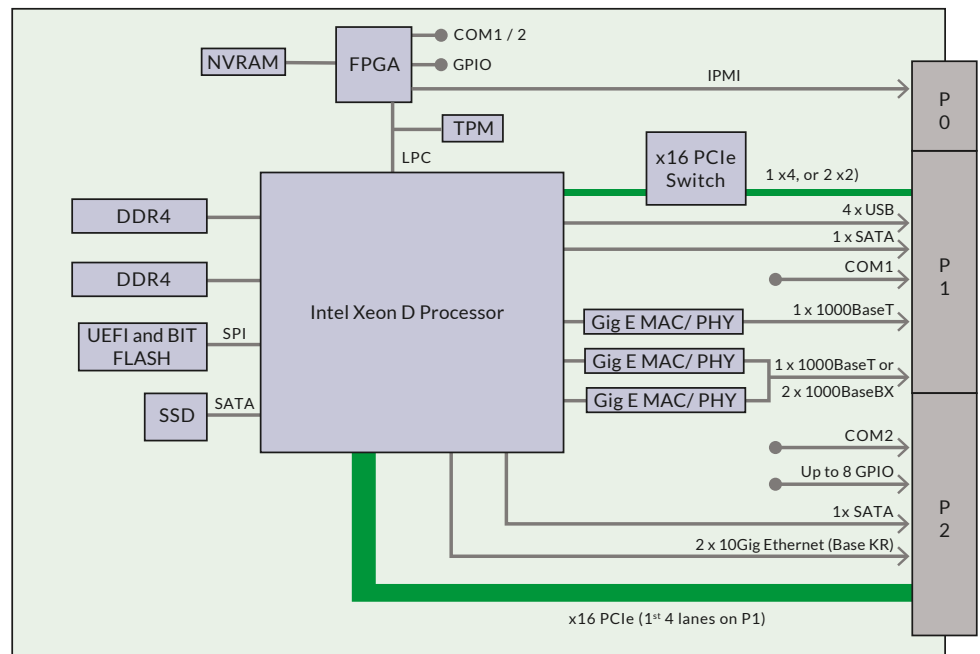 COM1 / 2
NVRAM
FPGA
GPIO
IPMI
P
0
TPM
LPC
x16 PCIe
Switch
1 x4, or 2 x2)
DDR4
4 x USB
1 x SATA
DDR4
COM1
P
1
Intel Xeon D Processor
Gig E MAC/ PHY
1 x 1000BaseT
UEFI and BIT
FLASH
SPI
Gig E MAC/ PHY
1 x 1000BaseT or
Gig E MAC/ PHY
2 x 1000BaseBX
SSD
SATA
COM2
Up to 8 GPIO
P
2
1x SATA
2 x 10Gig Ethernet (Base KR)
x16 PCIe (1st 4 lanes on P1)